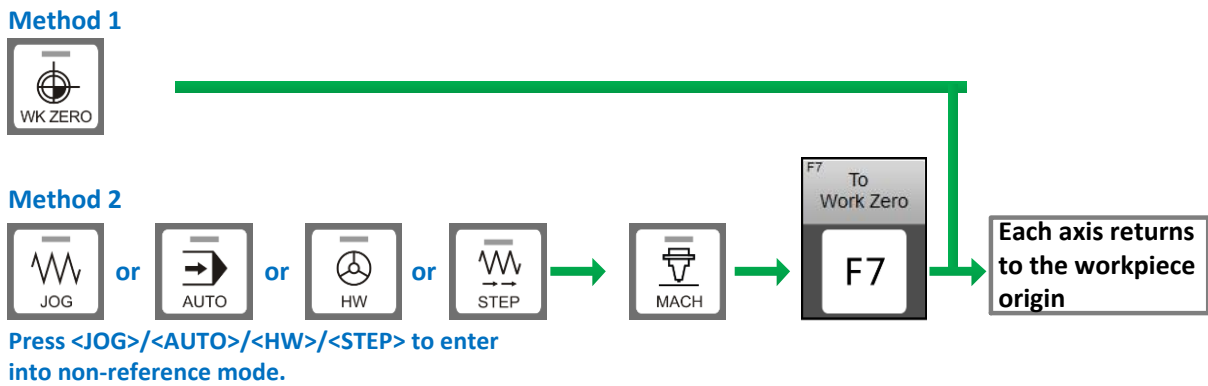 Method 1
WK ZERO
Method 2
F7
To
Work Zero
JOG
or
AUTO
or
HW
or
STEP
MACH
F7
Each axis returns
to the workpiece
origin
Press <JOG>/<AUTO>/<HW>/<STEP> to enter
into non-reference mode.